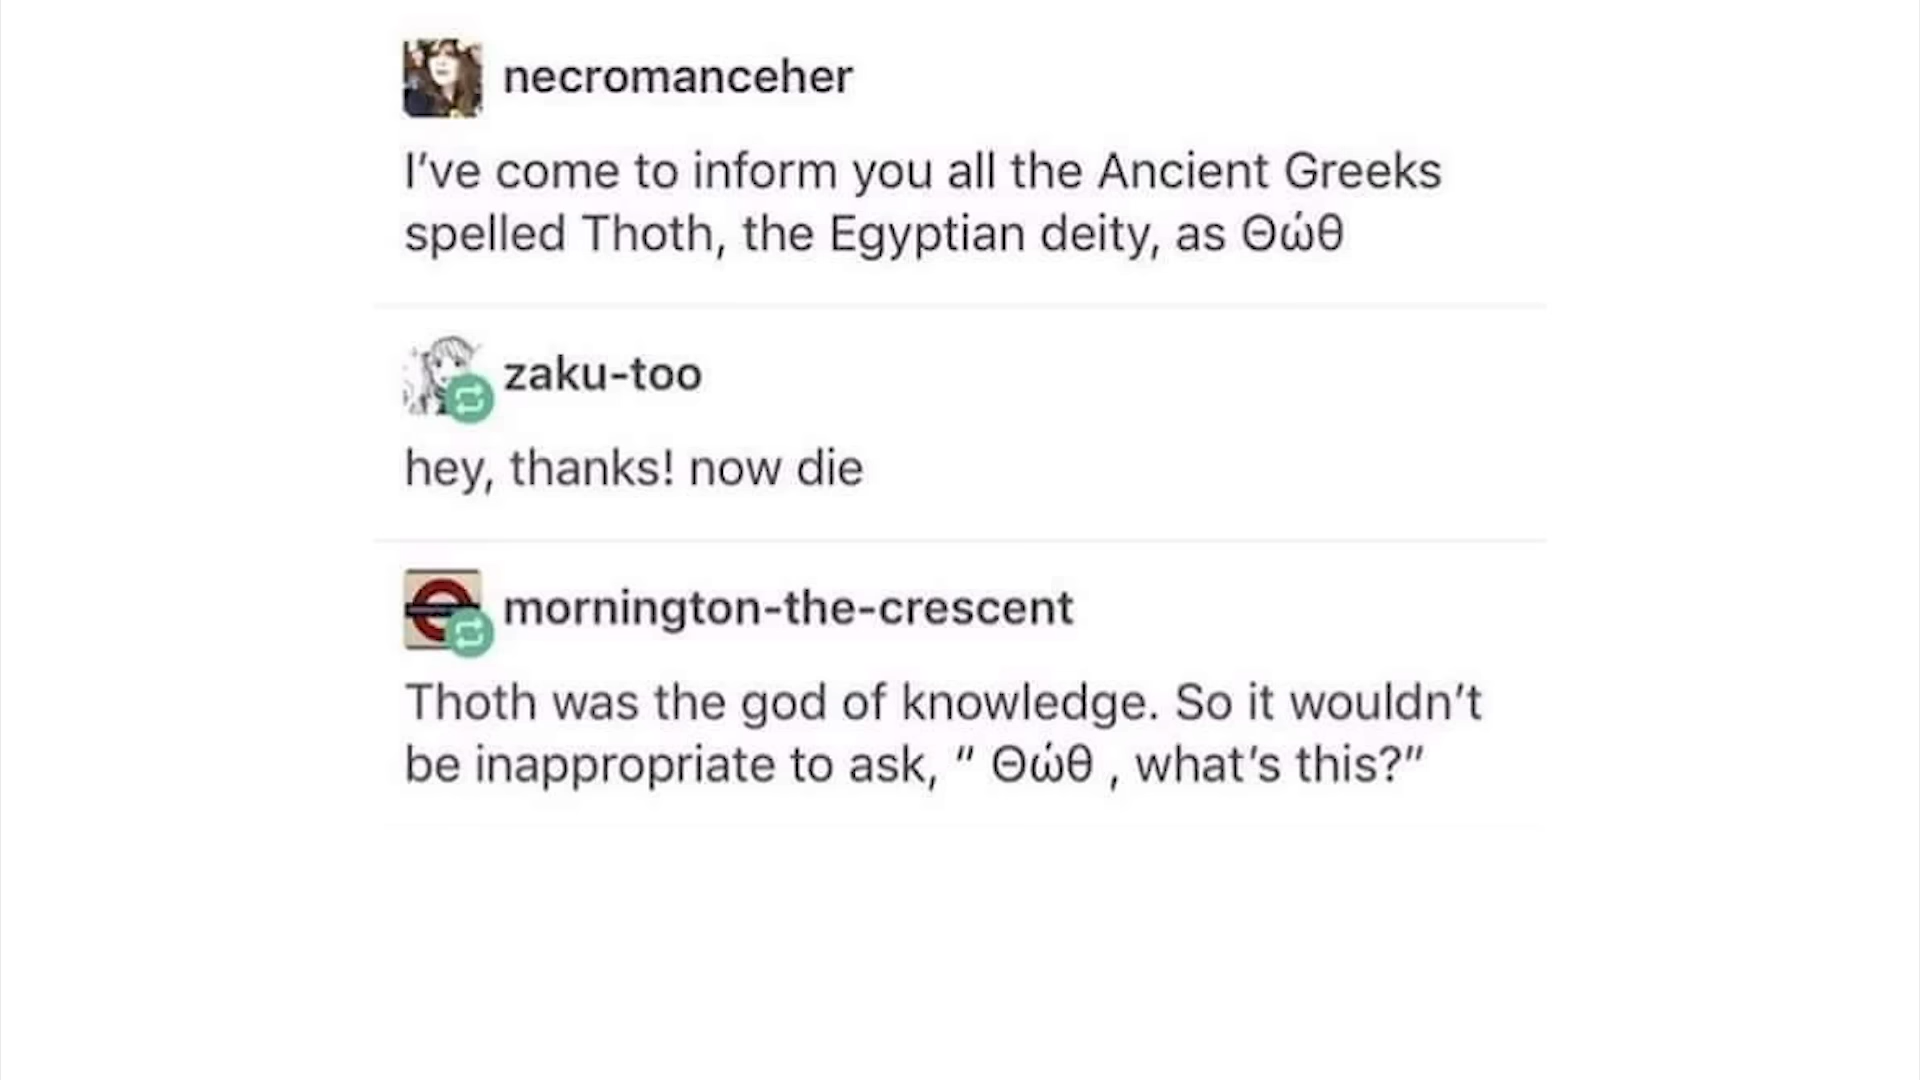 necromanceher
I've come to inform you all the Ancient Greeks
spelled Thoth, the Egyptian deity, as Θώθ
zaku-too
hey, thanks! now die
mornington-the-crescent
Thoth was the god of knowledge. So it wouldn't
be inappropriate to ask, " Θώθ , what's this?"